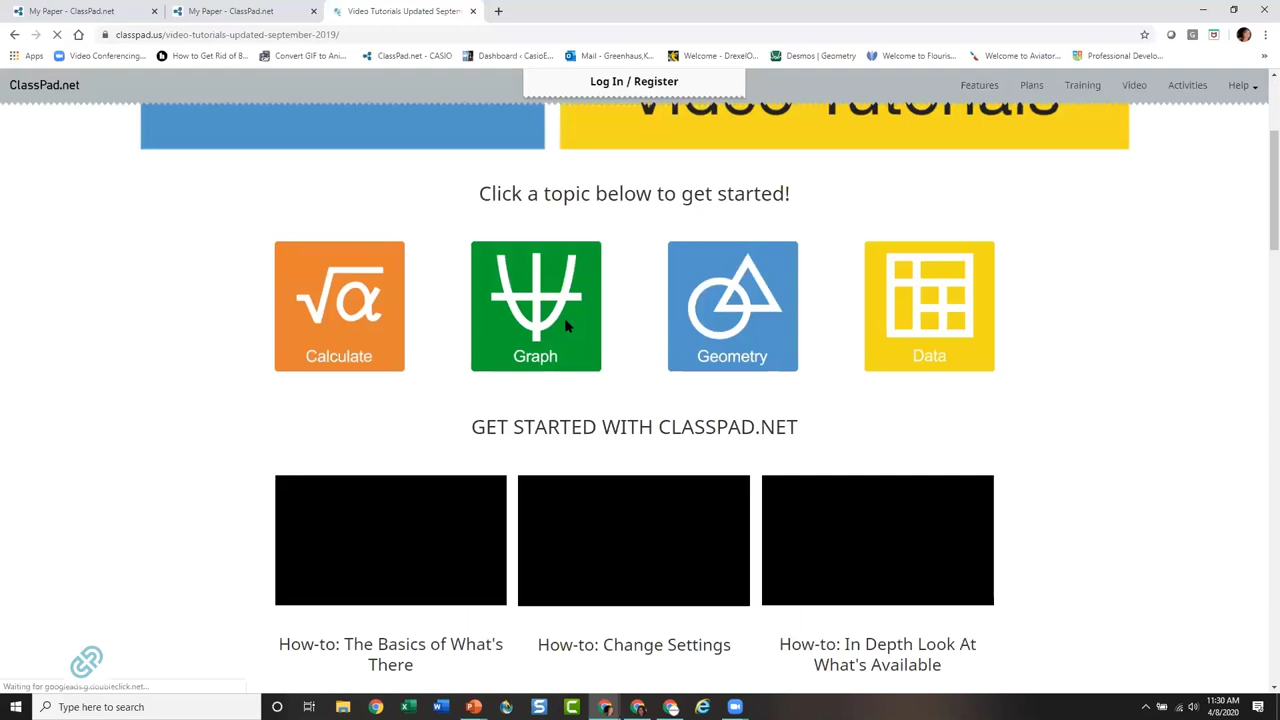 My Paper - ClassPad.net
My Paper - ClassPad.net
Video Tutorials Updated Septem
classpad.us/video-tutorials-updated-september-2019/
Apps
Video Conferencing...
How to Get Rid of B...
Convert GIF to Ani...
ClassPad.net - CASIO
Dashboard ‹ CasioE...
Mail - Greenhaus,K...
Welcome - DrexelO...
Desmos | Geometry
Welcome to Flouris...
Welcome to Aviator...
Professional Develo...
ClassPad.net
Log In / Register
Features
Plans
Training
Video
Activities
Help
Video Tutorials
Click a topic below to get started!
√α
Calculate
Graph
Geometry
Data
GET STARTED WITH CLASSPAD.NET
How-to: The Basics of What's
There
How-to: Change Settings
How-to: In Depth Look At
What's Available
Waiting for googleads.g.doubleclick.net...
Type here to search
11:30 AM
4/8/2020